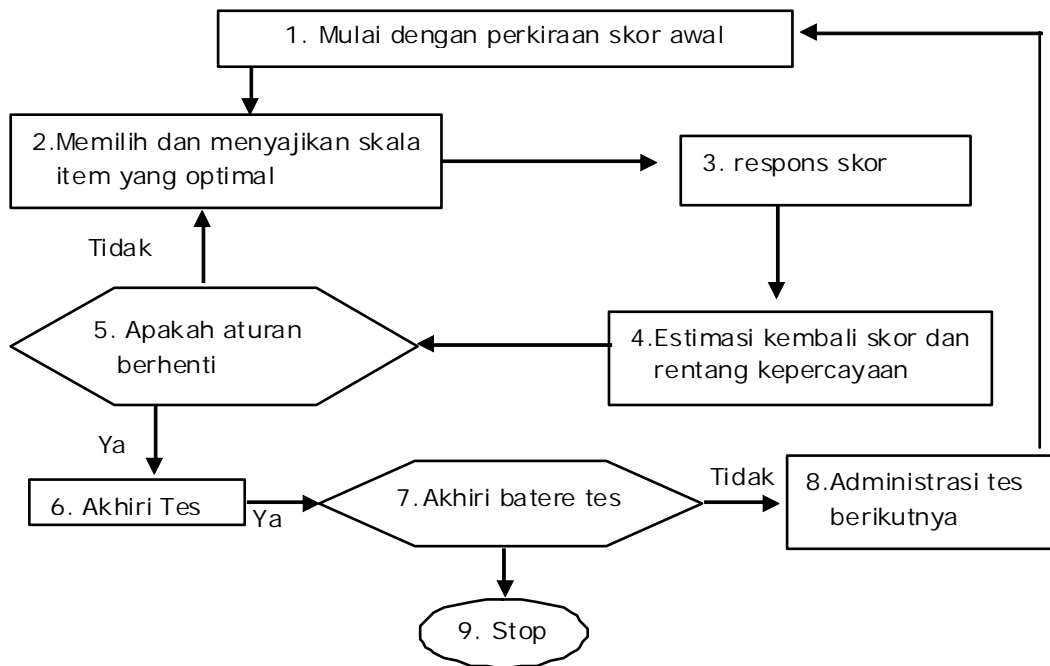 1. Mulai dengan perkiraan skor awal
2.Memilih dan menyajikan skala
item yang optimal
3. respons skor
Tidak
5. Apakah aturan
berhenti
4.Estimasi kembali skor dan
rentang kepercayaan
Ya
6. Akhiri Tes
Ya
7.Akhiri batere tes
Tidak
8.Administrasi tes
berikutnya
9. Stop